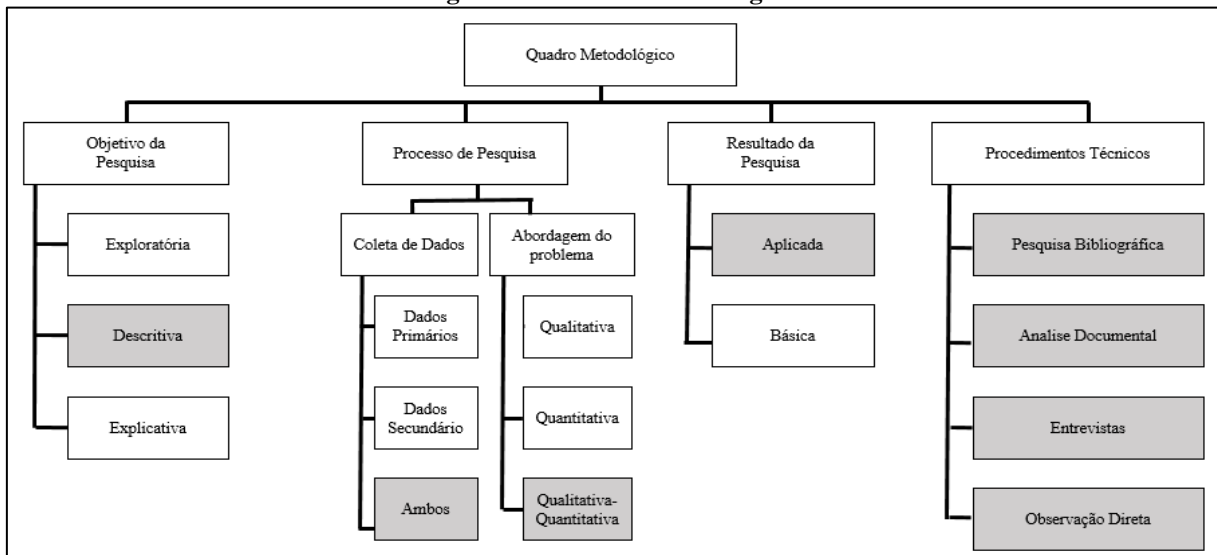 Quadro Metodológico
Objetivo da
Pesquisa
Processo de Pesquisa
Resultado da
Pesquisa
Procedimentos Técnicos
Exploratória
Descritiva
Explicativa
Coleta de Dados
Dados
Primários
Dados
Secundário
Ambos
Abordagem do
problema
Qualitativa
Quantitativa
Qualitativa-
Quantitativa
Aplicada
Básica
Pesquisa Bibliográfica
Analise Documental
Entrevistas
Observação Direta